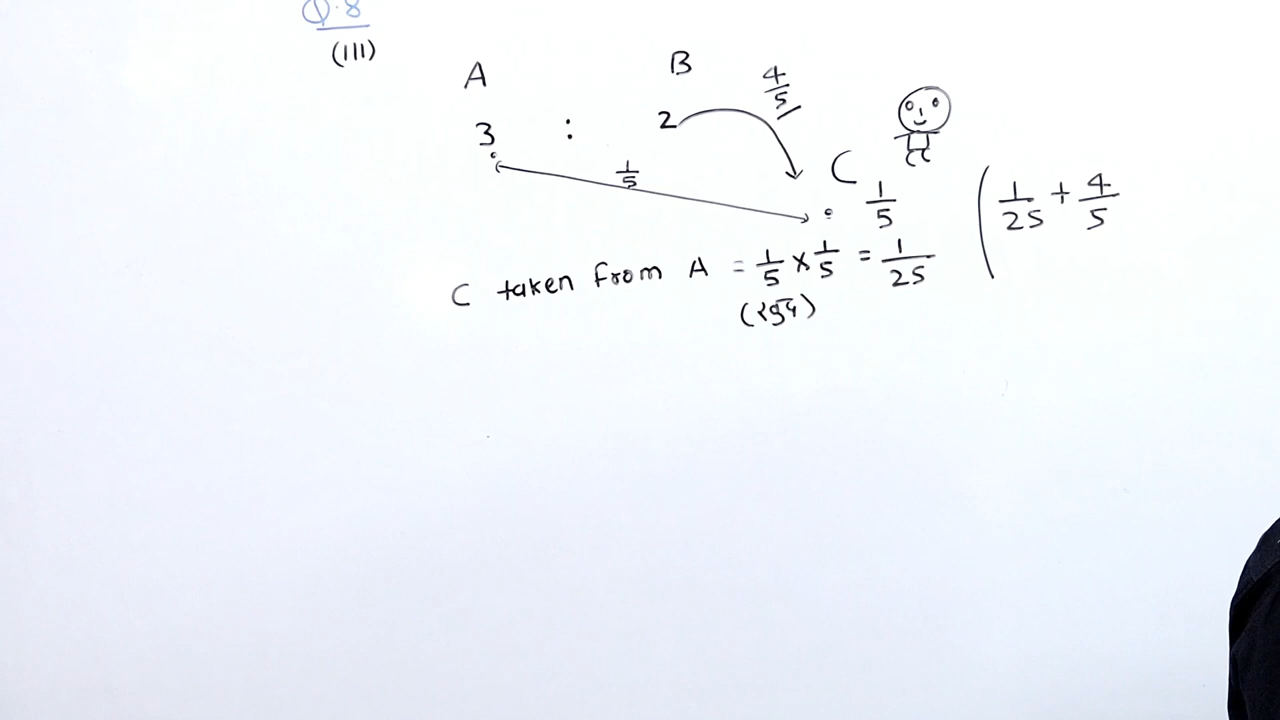 Q.8
(III)
A B 4/5
3 : 2
1/5 C 1/5 (1/25 + 4/5
C taken from A = 1/5 × 1/5 = 1/25